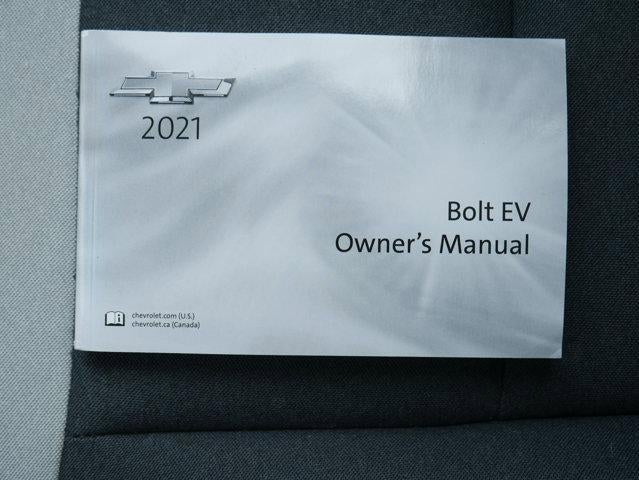 2021
Bolt EV
Owner's Manual
chevrolet.com (U.S.)
chevrolet.ca (Canada)